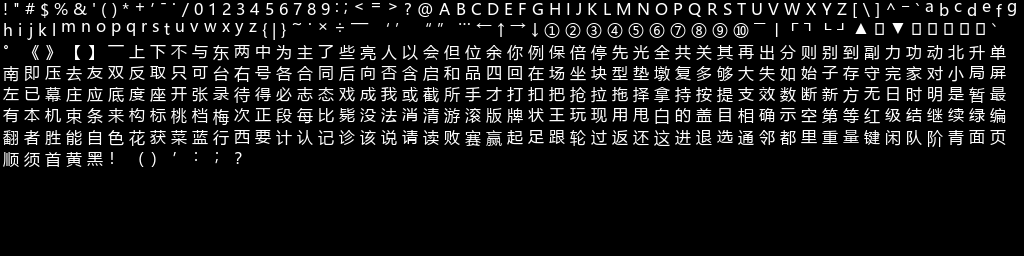 !"#$%&'()*+,-./0123456789:;<=>?@ABCDEFGHIJKLMNOPQRSTUVWXYZ[\]^_`abcdefg
hijklmnopqrstuvwxyz{|}~·×÷—‘’“”…←↑→↓①②③④⑤⑥⑦⑧⑨⑩─│┌┐└┘▲▼、
。《》【】一上下不与东两中为主了些亮人以会但位余你例保倍停先光全共关其再出分则别到副力功动北升单
南即压去友双反取只可台右号各合同后向否含启和品四回在场坐块型垫墩复多够大失如始子存守完家对小局屏
左已幕庄应底度座开张录待得必志态戏成我或截所手才打扣把抢拉拖择拿持按提支效数断新方无日时明是暂最
有本机束条来构标桃档梅次正段每比毫没法消清游滚版牌状王玩现用甩白的盖目相确示空第等红级结继续绿编
翻者胜能自色花获菜蓝行西要计认记诊该说请读败赛赢起足跟轮过返还这进退选通邻都里重量键闲队阶青面页
顺须首黄黑！（），：；？